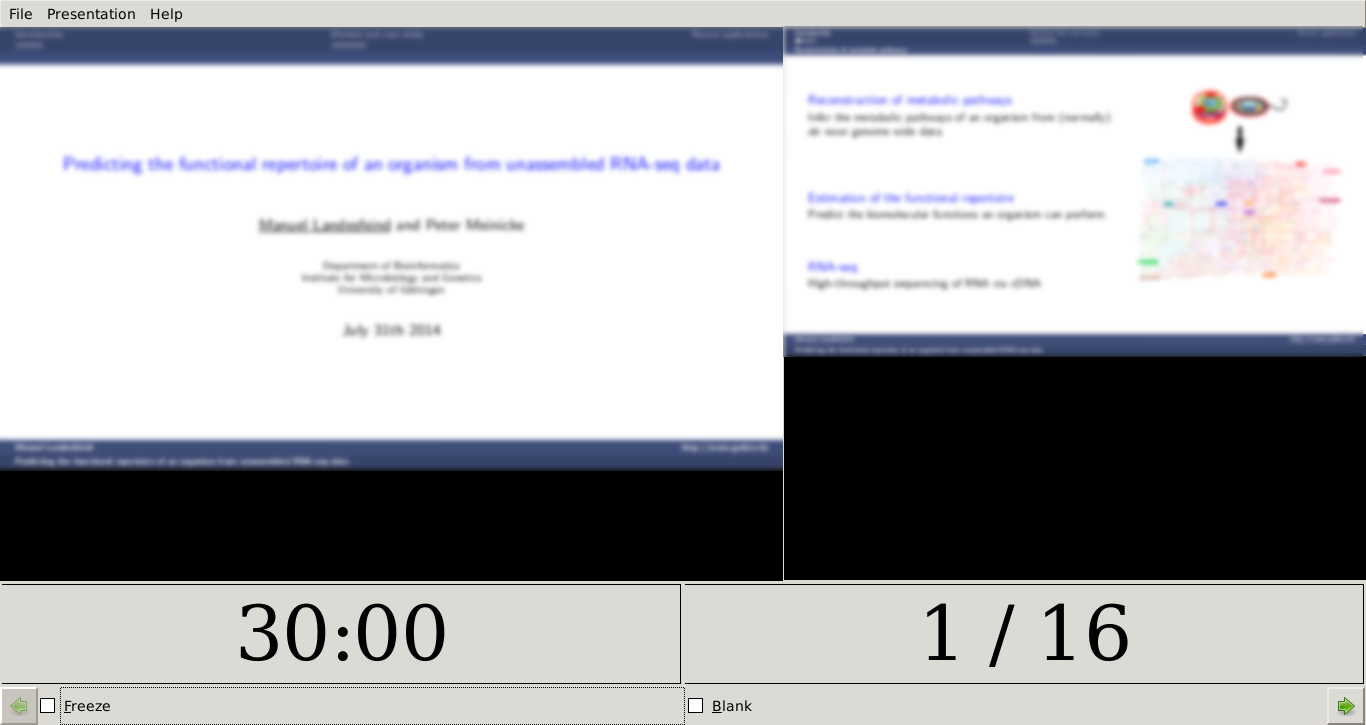 File Presentation Help
Predicting the functional repertoire of an organism from unassembled RNA-seq data
Manuel Landesfeind and Peter Meinicke
Department of Bioinformatics
Institute for Microbiology and Genetics
University of Göttingen
July 31th 2014
Predicting the functional repertoire of an organism from unassembled RNA-seq data
Reconstruction of metabolic pathways
Infer the metabolic pathways of an organism from (normally)
de novo genome wide data.
Estimation of the functional repertoire
Predict the biomolecular functions an organism can perform.
RNA-seq
High-throughput sequencing of RNA via cDNA
30:00
1 / 16
Freeze
Blank